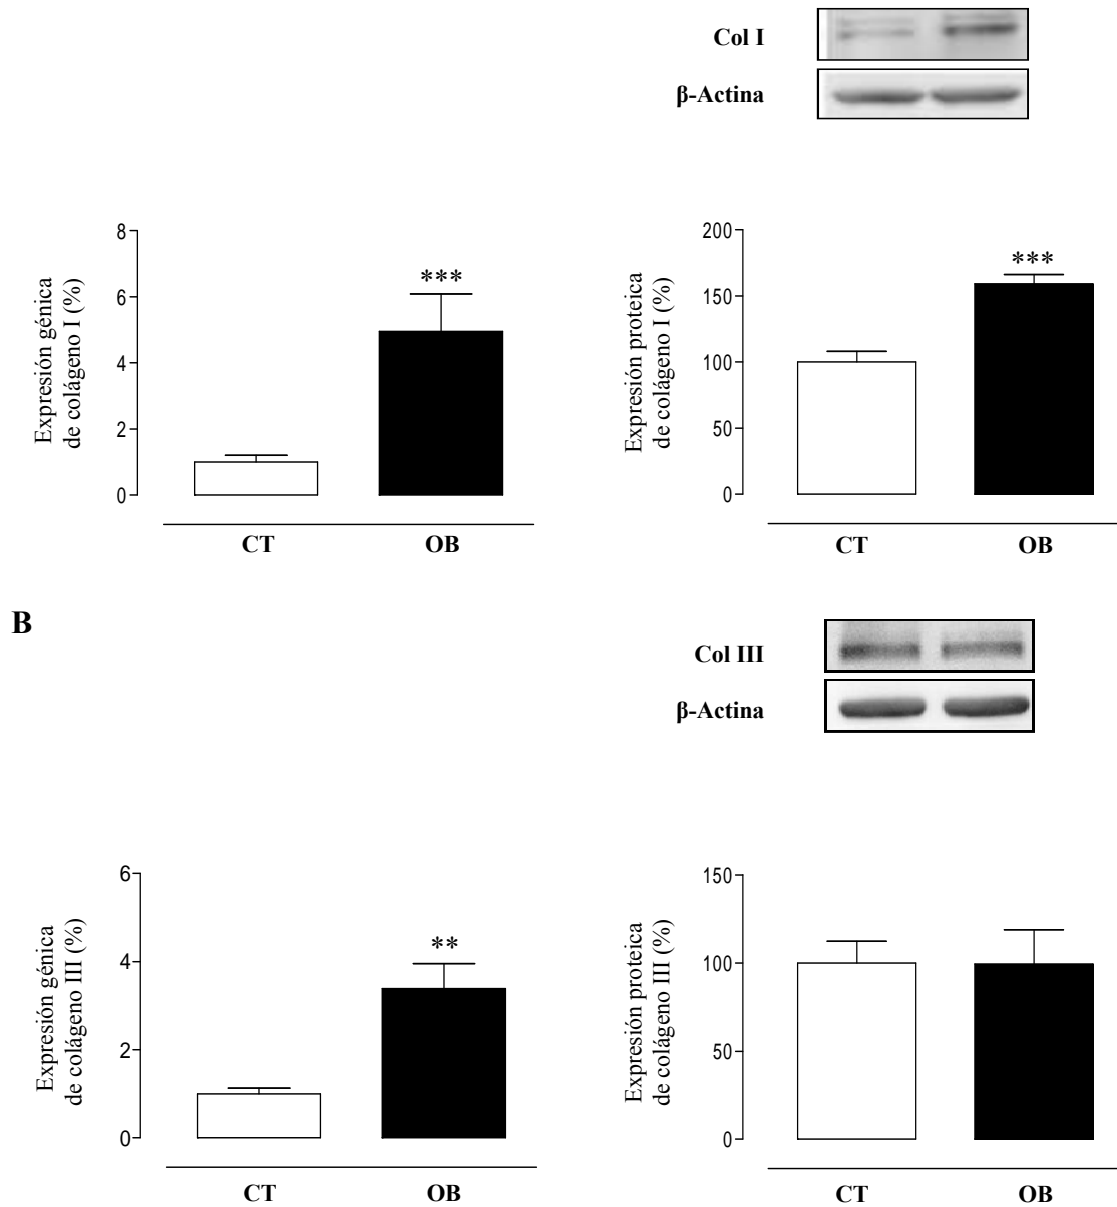 Col I
β-Actina
8
6
4
2
0
Expresión génica
de colágeno I (%)
***
CT
OB
200
150
100
50
0
Expresión proteica
de colágeno I (%)
***
CT
OB
B
Col III
β-Actina
6
4
2
0
Expresión génica
de colágeno III (%)
**
CT
OB
150
100
50
0
Expresión proteica
de colágeno III (%)
CT
OB